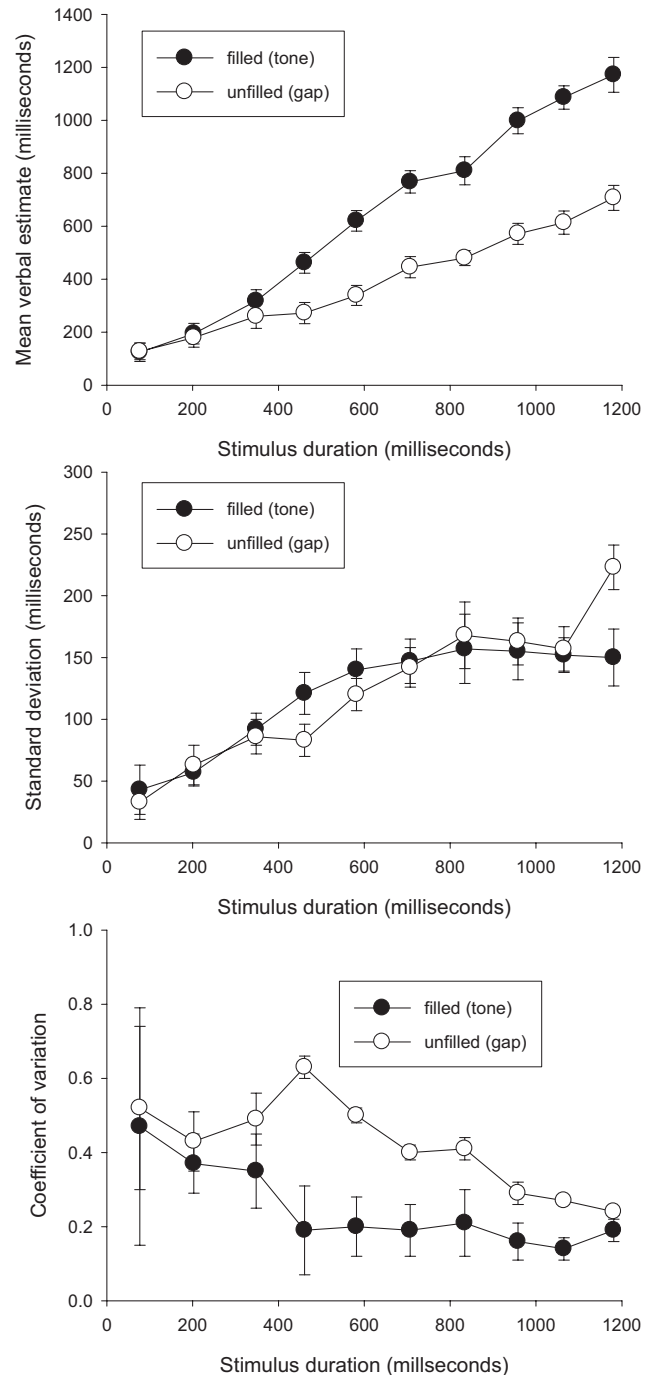 1400
1200
1000
800
600
400
200
0
Mean verbal estimate (milliseconds)
filled (tone)
unfilled (gap)
0 200 400 600 800 1000 1200
Stimulus duration (milliseconds)
300
250
200
150
100
50
0
Standard deviation (milliseconds)
filled (tone)
unfilled (gap)
0 200 400 600 800 1000 1200
Stimulus duration (milliseconds)
1.0
0.8
0.6
0.4
0.2
0.0
Coefficient of variation
filled (tone)
unfilled (gap)
0 200 400 600 800 1000 1200
Stimulus duration (millseconds)